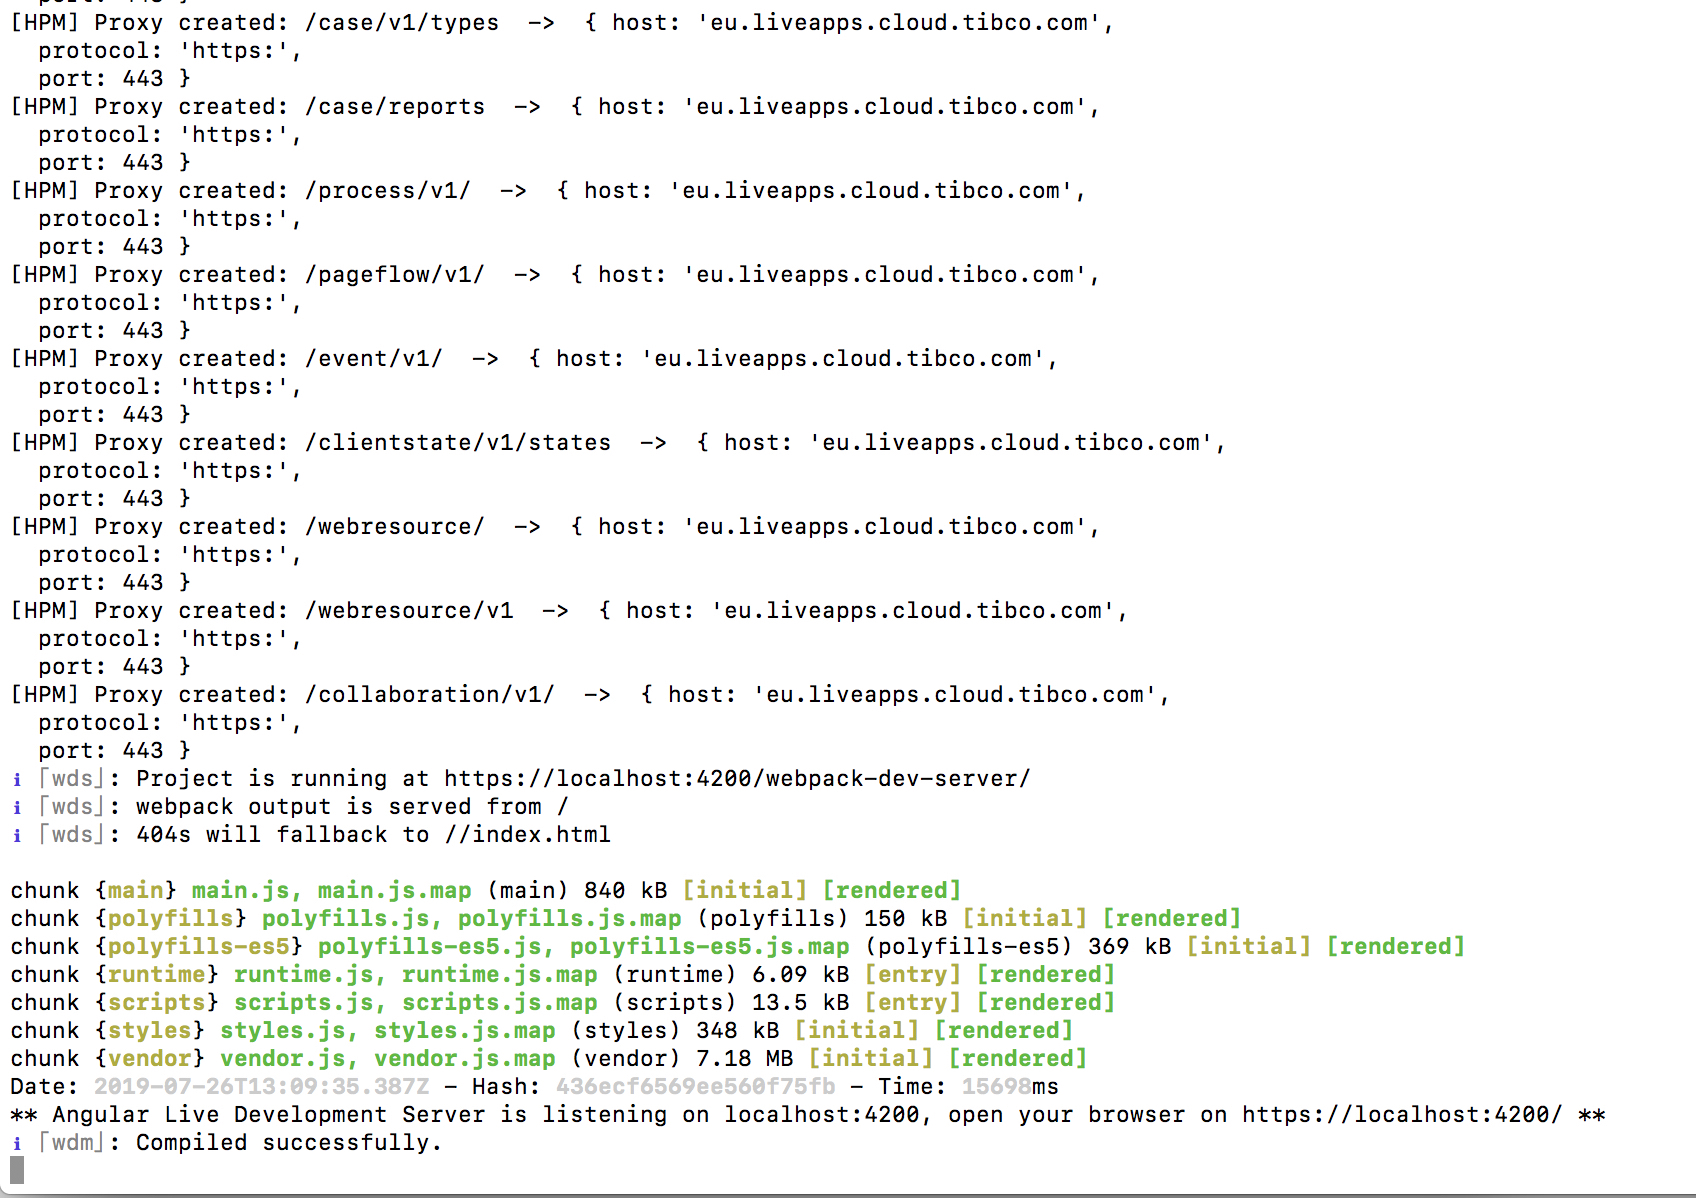 [HPM] Proxy created: /case/v1/types  ->  { host: 'eu.liveapps.cloud.tibco.com',
  protocol: 'https:',
  port: 443 }
[HPM] Proxy created: /case/reports  ->  { host: 'eu.liveapps.cloud.tibco.com',
  protocol: 'https:',
  port: 443 }
[HPM] Proxy created: /process/v1/  ->  { host: 'eu.liveapps.cloud.tibco.com',
  protocol: 'https:',
  port: 443 }
[HPM] Proxy created: /pageflow/v1/  ->  { host: 'eu.liveapps.cloud.tibco.com',
  protocol: 'https:',
  port: 443 }
[HPM] Proxy created: /event/v1/  ->  { host: 'eu.liveapps.cloud.tibco.com',
  protocol: 'https:',
  port: 443 }
[HPM] Proxy created: /clientstate/v1/states  ->  { host: 'eu.liveapps.cloud.tibco.com',
  protocol: 'https:',
  port: 443 }
[HPM] Proxy created: /webresource/  ->  { host: 'eu.liveapps.cloud.tibco.com',
  protocol: 'https:',
  port: 443 }
[HPM] Proxy created: /webresource/v1  ->  { host: 'eu.liveapps.cloud.tibco.com',
  protocol: 'https:',
  port: 443 }
[HPM] Proxy created: /collaboration/v1/  ->  { host: 'eu.liveapps.cloud.tibco.com',
  protocol: 'https:',
  port: 443 }
ℹ ｢wds｣: Project is running at https://localhost:4200/webpack-dev-server/
ℹ ｢wds｣: webpack output is served from /
ℹ ｢wds｣: 404s will fallback to //index.html
chunk {main} main.js, main.js.map (main) 840 kB [initial] [rendered]
chunk {polyfills} polyfills.js, polyfills.js.map (polyfills) 150 kB [initial] [rendered]
chunk {polyfills-es5} polyfills-es5.js, polyfills-es5.js.map (polyfills-es5) 369 kB [initial] [rendered]
chunk {runtime} runtime.js, runtime.js.map (runtime) 6.09 kB [entry] [rendered]
chunk {scripts} scripts.js, scripts.js.map (scripts) 13.5 kB [entry] [rendered]
chunk {styles} styles.js, styles.js.map (styles) 348 kB [initial] [rendered]
chunk {vendor} vendor.js, vendor.js.map (vendor) 7.18 MB [initial] [rendered]
Date: 2019-07-26T13:09:35.387Z - Hash: 436ecf6569ee560f75fb - Time: 15698ms
** Angular Live Development Server is listening on localhost:4200, open your browser on https://localhost:4200/ **
ℹ ｢wdm｣: Compiled successfully.